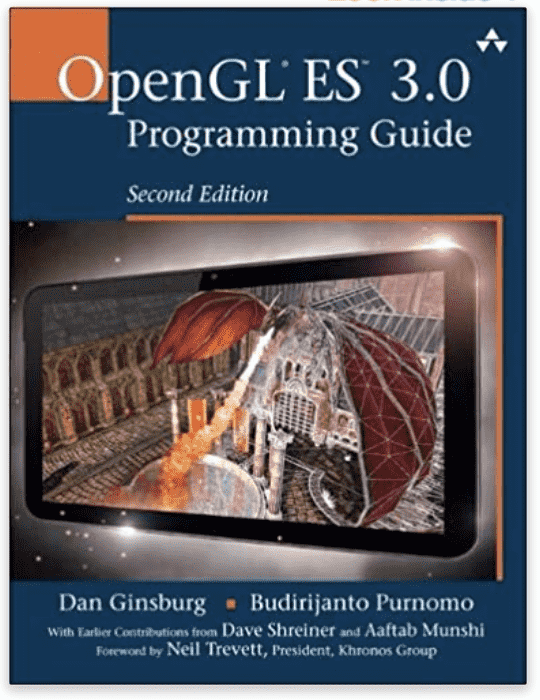 OpenGL® ES™ 3.0
Programming Guide
Second Edition
Dan Ginsburg ■ Budirijanto Purnomo
With Earlier Contributions from Dave Shreiner and Aaftab Munshi
Foreword by Neil Trevett, President, Khronos Group